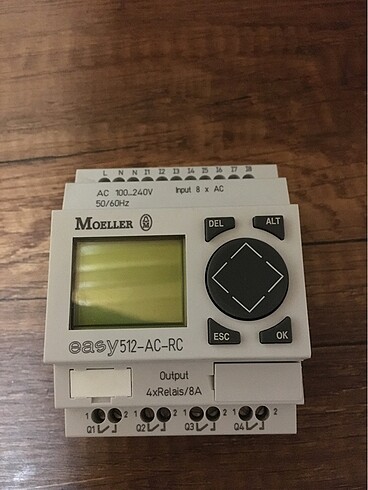 L N N I1 I2 I3 I4 I5 I6 I7 I8
AC 100...240V Input 8 x AC
50/60Hz
MOELLER
DEL ALT
easy512-AC-RC
ESC OK
Output
4xRelais/8A
1 2 1 2 1 2 1 2
Q1 Q2 Q3 Q4